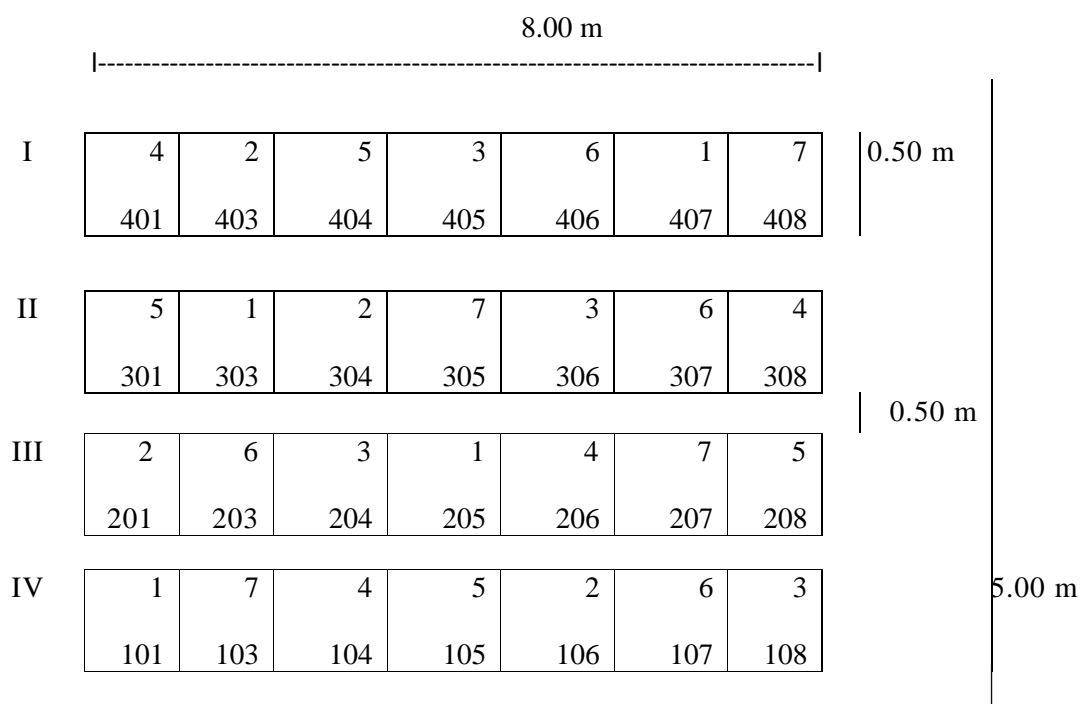 8.00 m
|-------------------------------------------------------------------------------|
I 4 2 5 3 6 1 7 0.50 m
401 403 404 405 406 407 408
II 5 1 2 7 3 6 4
301 303 304 305 306 307 308
0.50 m
III 2 6 3 1 4 7 5
201 203 204 205 206 207 208
IV 1 7 4 5 2 6 3 5.00 m
101 103 104 105 106 107 108